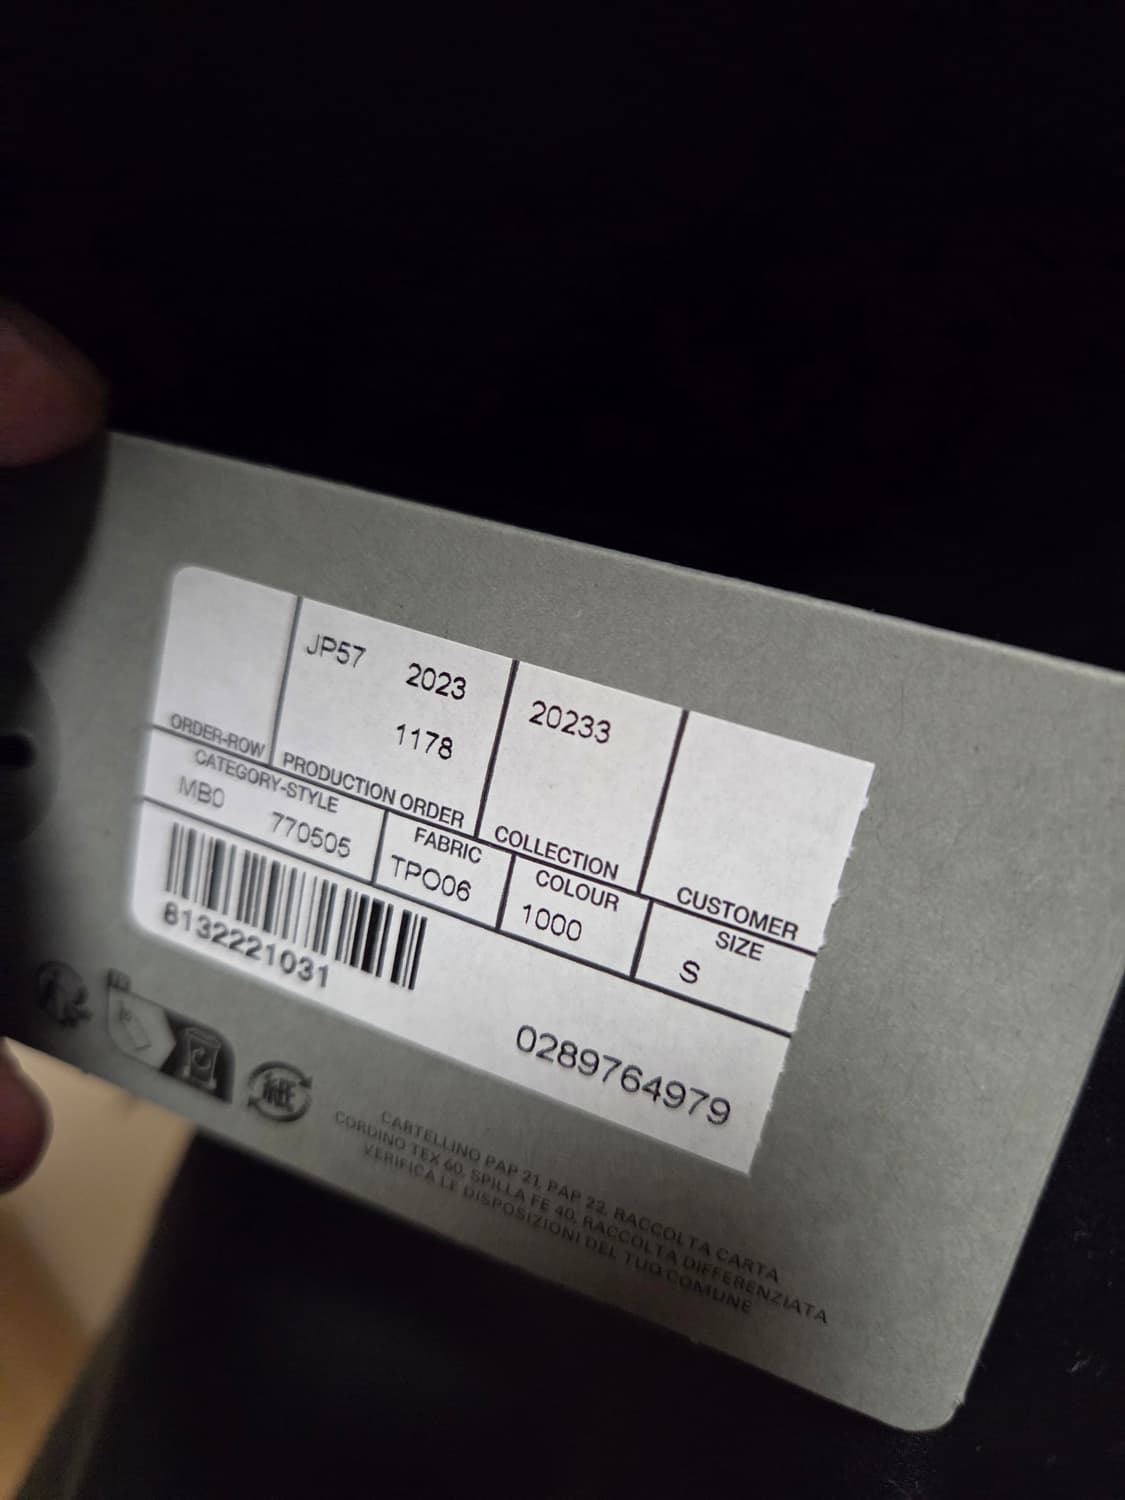 JP57 2023
1178
20233
ORDER-ROW
PRODUCTION ORDER
COLLECTION
CUSTOMER
CATEGORY-STYLE
MB0 770505
FABRIC
TPO06
COLOUR
1000
SIZE
S
8132221031
0289764979
紙
CARTELLINO PAP 21, PAP 22, RACCOLTA CARTA
CORDINO TEX 60, SPILLA FE 40, RACCOLTA DIFFERENZIATA
VERIFICA LE DISPOSIZIONI DEL TUO COMUNE